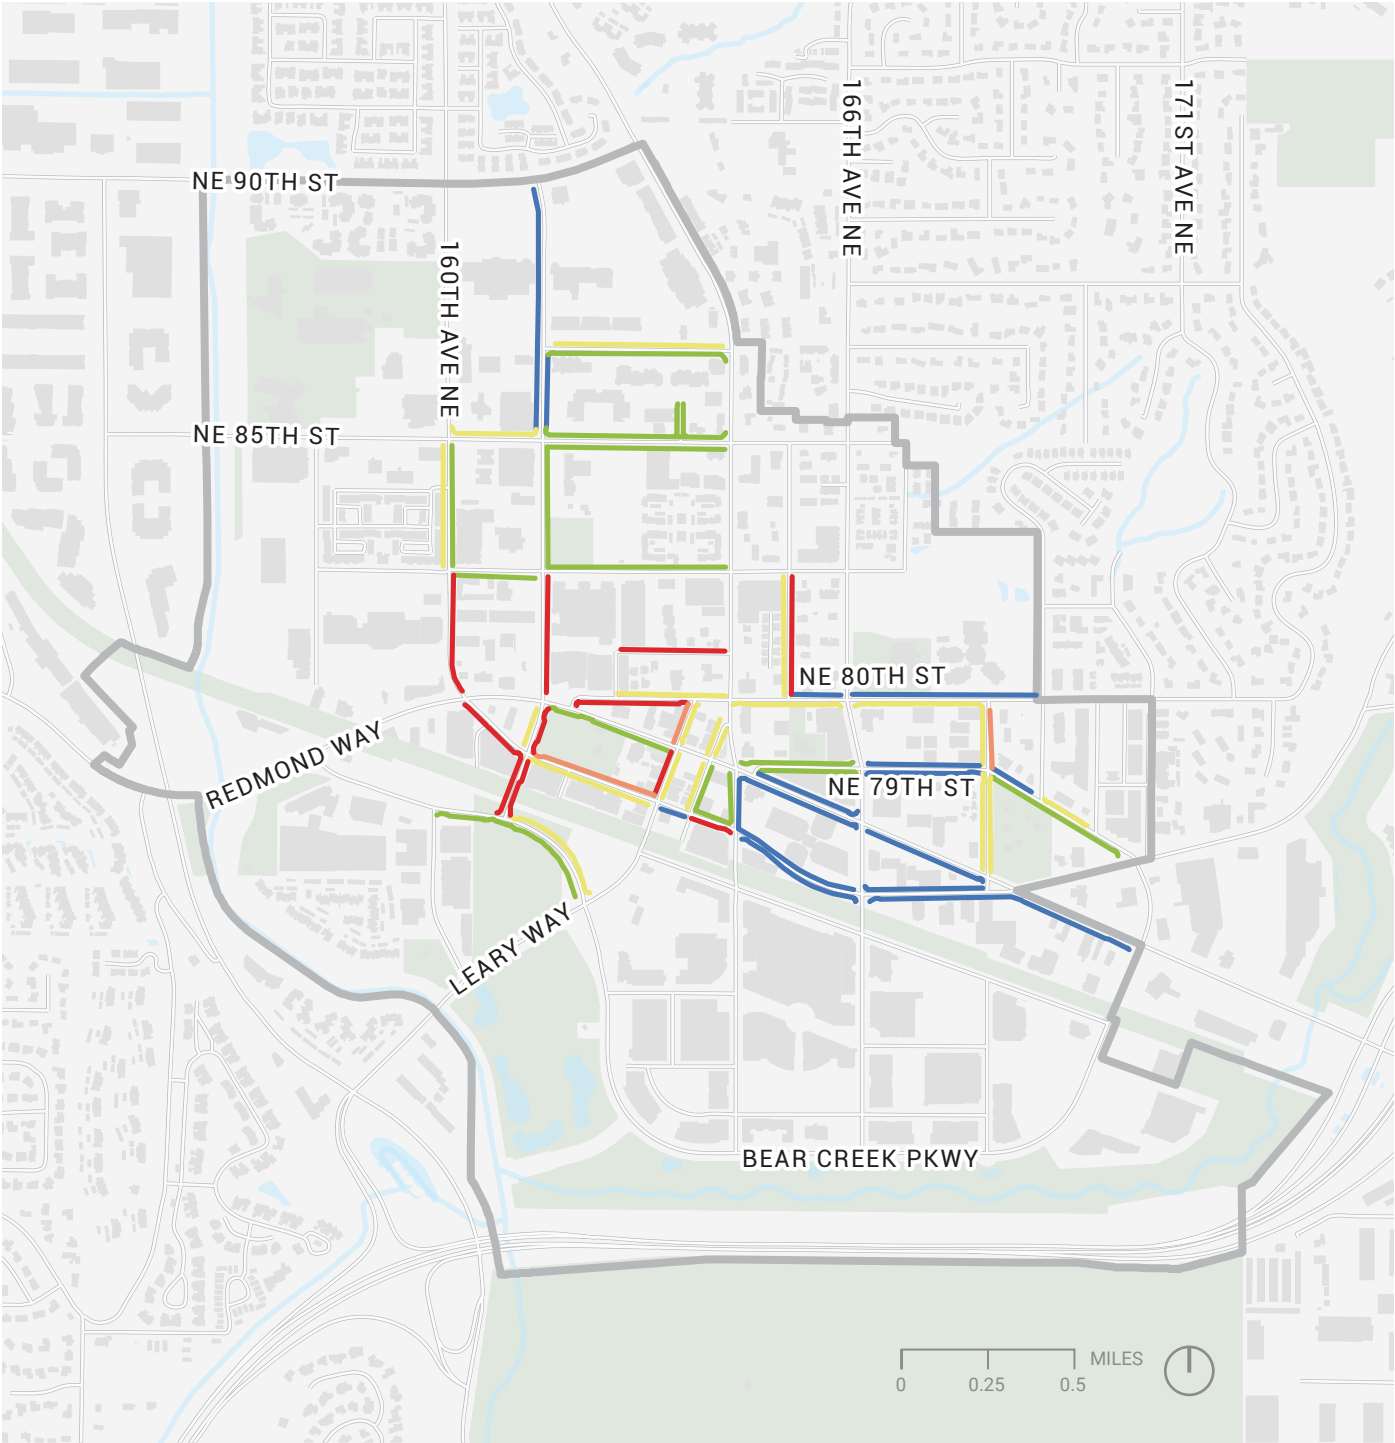 166TH AVE NE
171ST AVE NE
NE 90TH ST
160TH AVE NE
NE 85TH ST
NE 80TH ST
REDMOND WAY
NE 79TH ST
LEARY WAY
BEAR CREEK PKWY
MILES
0 0.25 0.5